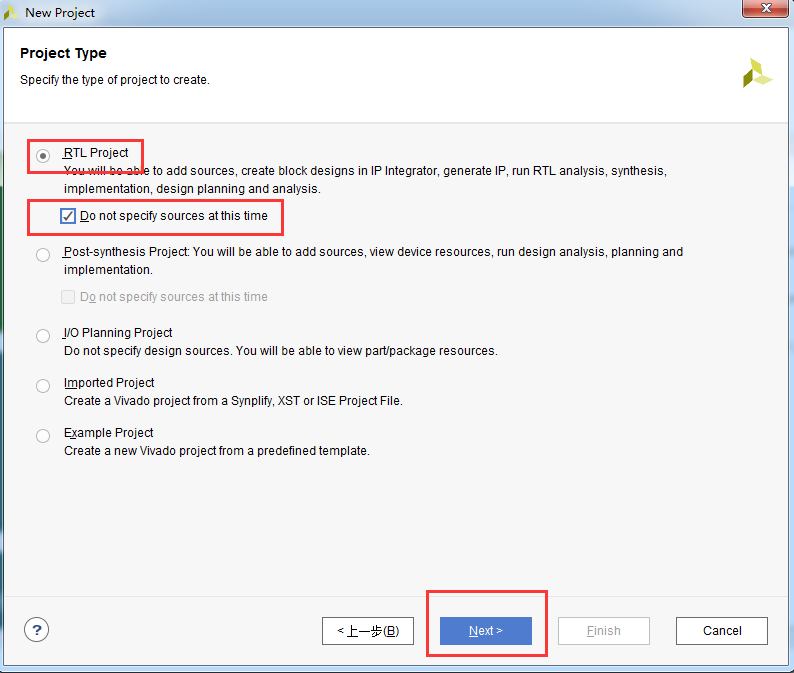 New Project
Project Type
Specify the type of project to create.
RTL Project
You will be able to add sources, create block designs in IP Integrator, generate IP, run RTL analysis, synthesis,
implementation, design planning and analysis.
Do not specify sources at this time
Post-synthesis Project: You will be able to add sources, view device resources, run design analysis, planning and
implementation.
Do not specify sources at this time
I/O Planning Project
Do not specify design sources. You will be able to view part/package resources.
Imported Project
Create a Vivado project from a Synplify, XST or ISE Project File.
Example Project
Create a new Vivado project from a predefined template.
?
< 上一步(B)
Next >
Finish
Cancel